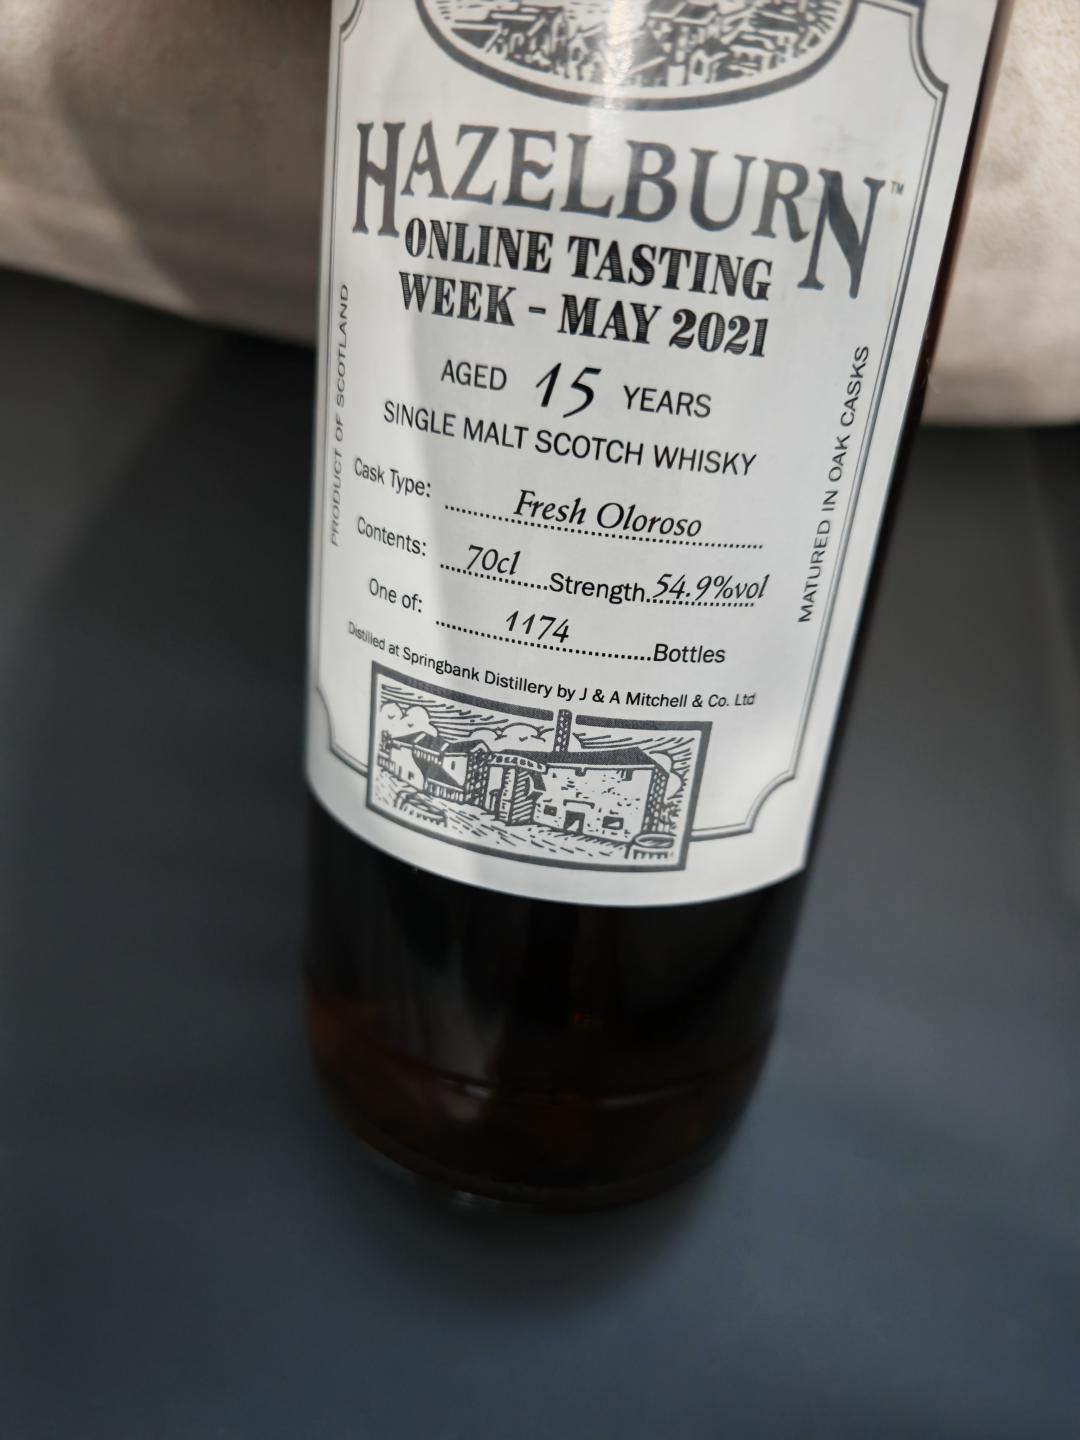 HAZELBURN™
ONLINE TASTING
WEEK - MAY 2021
AGED 15 YEARS
SINGLE MALT SCOTCH WHISKY
Cask Type: Fresh Oloroso
Contents: 70cl Strength 54.9%vol
One of: 1174 Bottles
Distilled at Springbank Distillery by J & A Mitchell & Co. Ltd
PRODUCT OF SCOTLAND
MATURED IN OAK CASKS